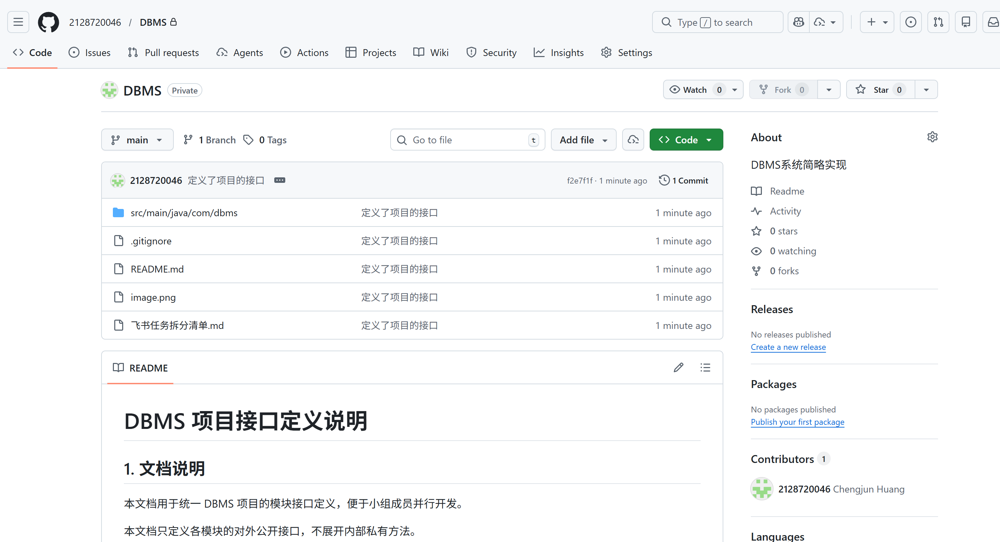 2128720046 / DBMS
Type / to search
Code
Issues
Pull requests
Agents
Actions
Projects
Wiki
Security
Insights
Settings
DBMS Private
Watch 0
Fork 0
Star 0
main
1 Branch
0 Tags
Go to file t
Add file
Code
2128720046 定义了项目的接口
f2e7f1f · 1 minute ago
1 Commit
src/main/java/com/dbms 定义了项目的接口 1 minute ago
.gitignore 定义了项目的接口 1 minute ago
README.md 定义了项目的接口 1 minute ago
image.png 定义了项目的接口 1 minute ago
飞书任务拆分清单.md 定义了项目的接口 1 minute ago
README
DBMS 项目接口定义说明
1. 文档说明
本文档用于统一 DBMS 项目的模块接口定义，便于小组成员并行开发。
本文档只定义各模块的对外公开接口，不展开内部私有方法。
About
DBMS系统简略实现
Readme
Activity
0 stars
0 watching
0 forks
Releases
No releases published
Create a new release
Packages
No packages published
Publish your first package
Contributors 1
2128720046 Chengjun Huang
Languages